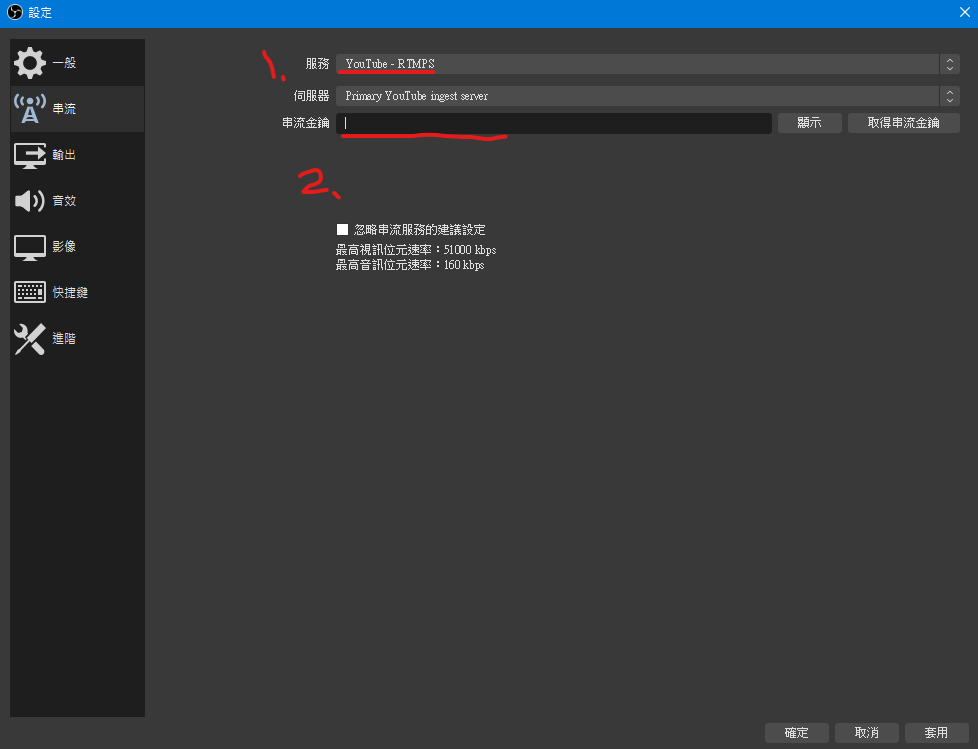 設定
一般
串流
輸出
音效
影像
快捷鍵
進階
1.
服務 YouTube - RTMPS
伺服器 Primary YouTube ingest server
串流金鑰 顯示 取得串流金鑰
2、
忽略串流服務的建議設定
最高視訊位元速率：51000 kbps
最高音訊位元速率：160 kbps
確定 取消 套用